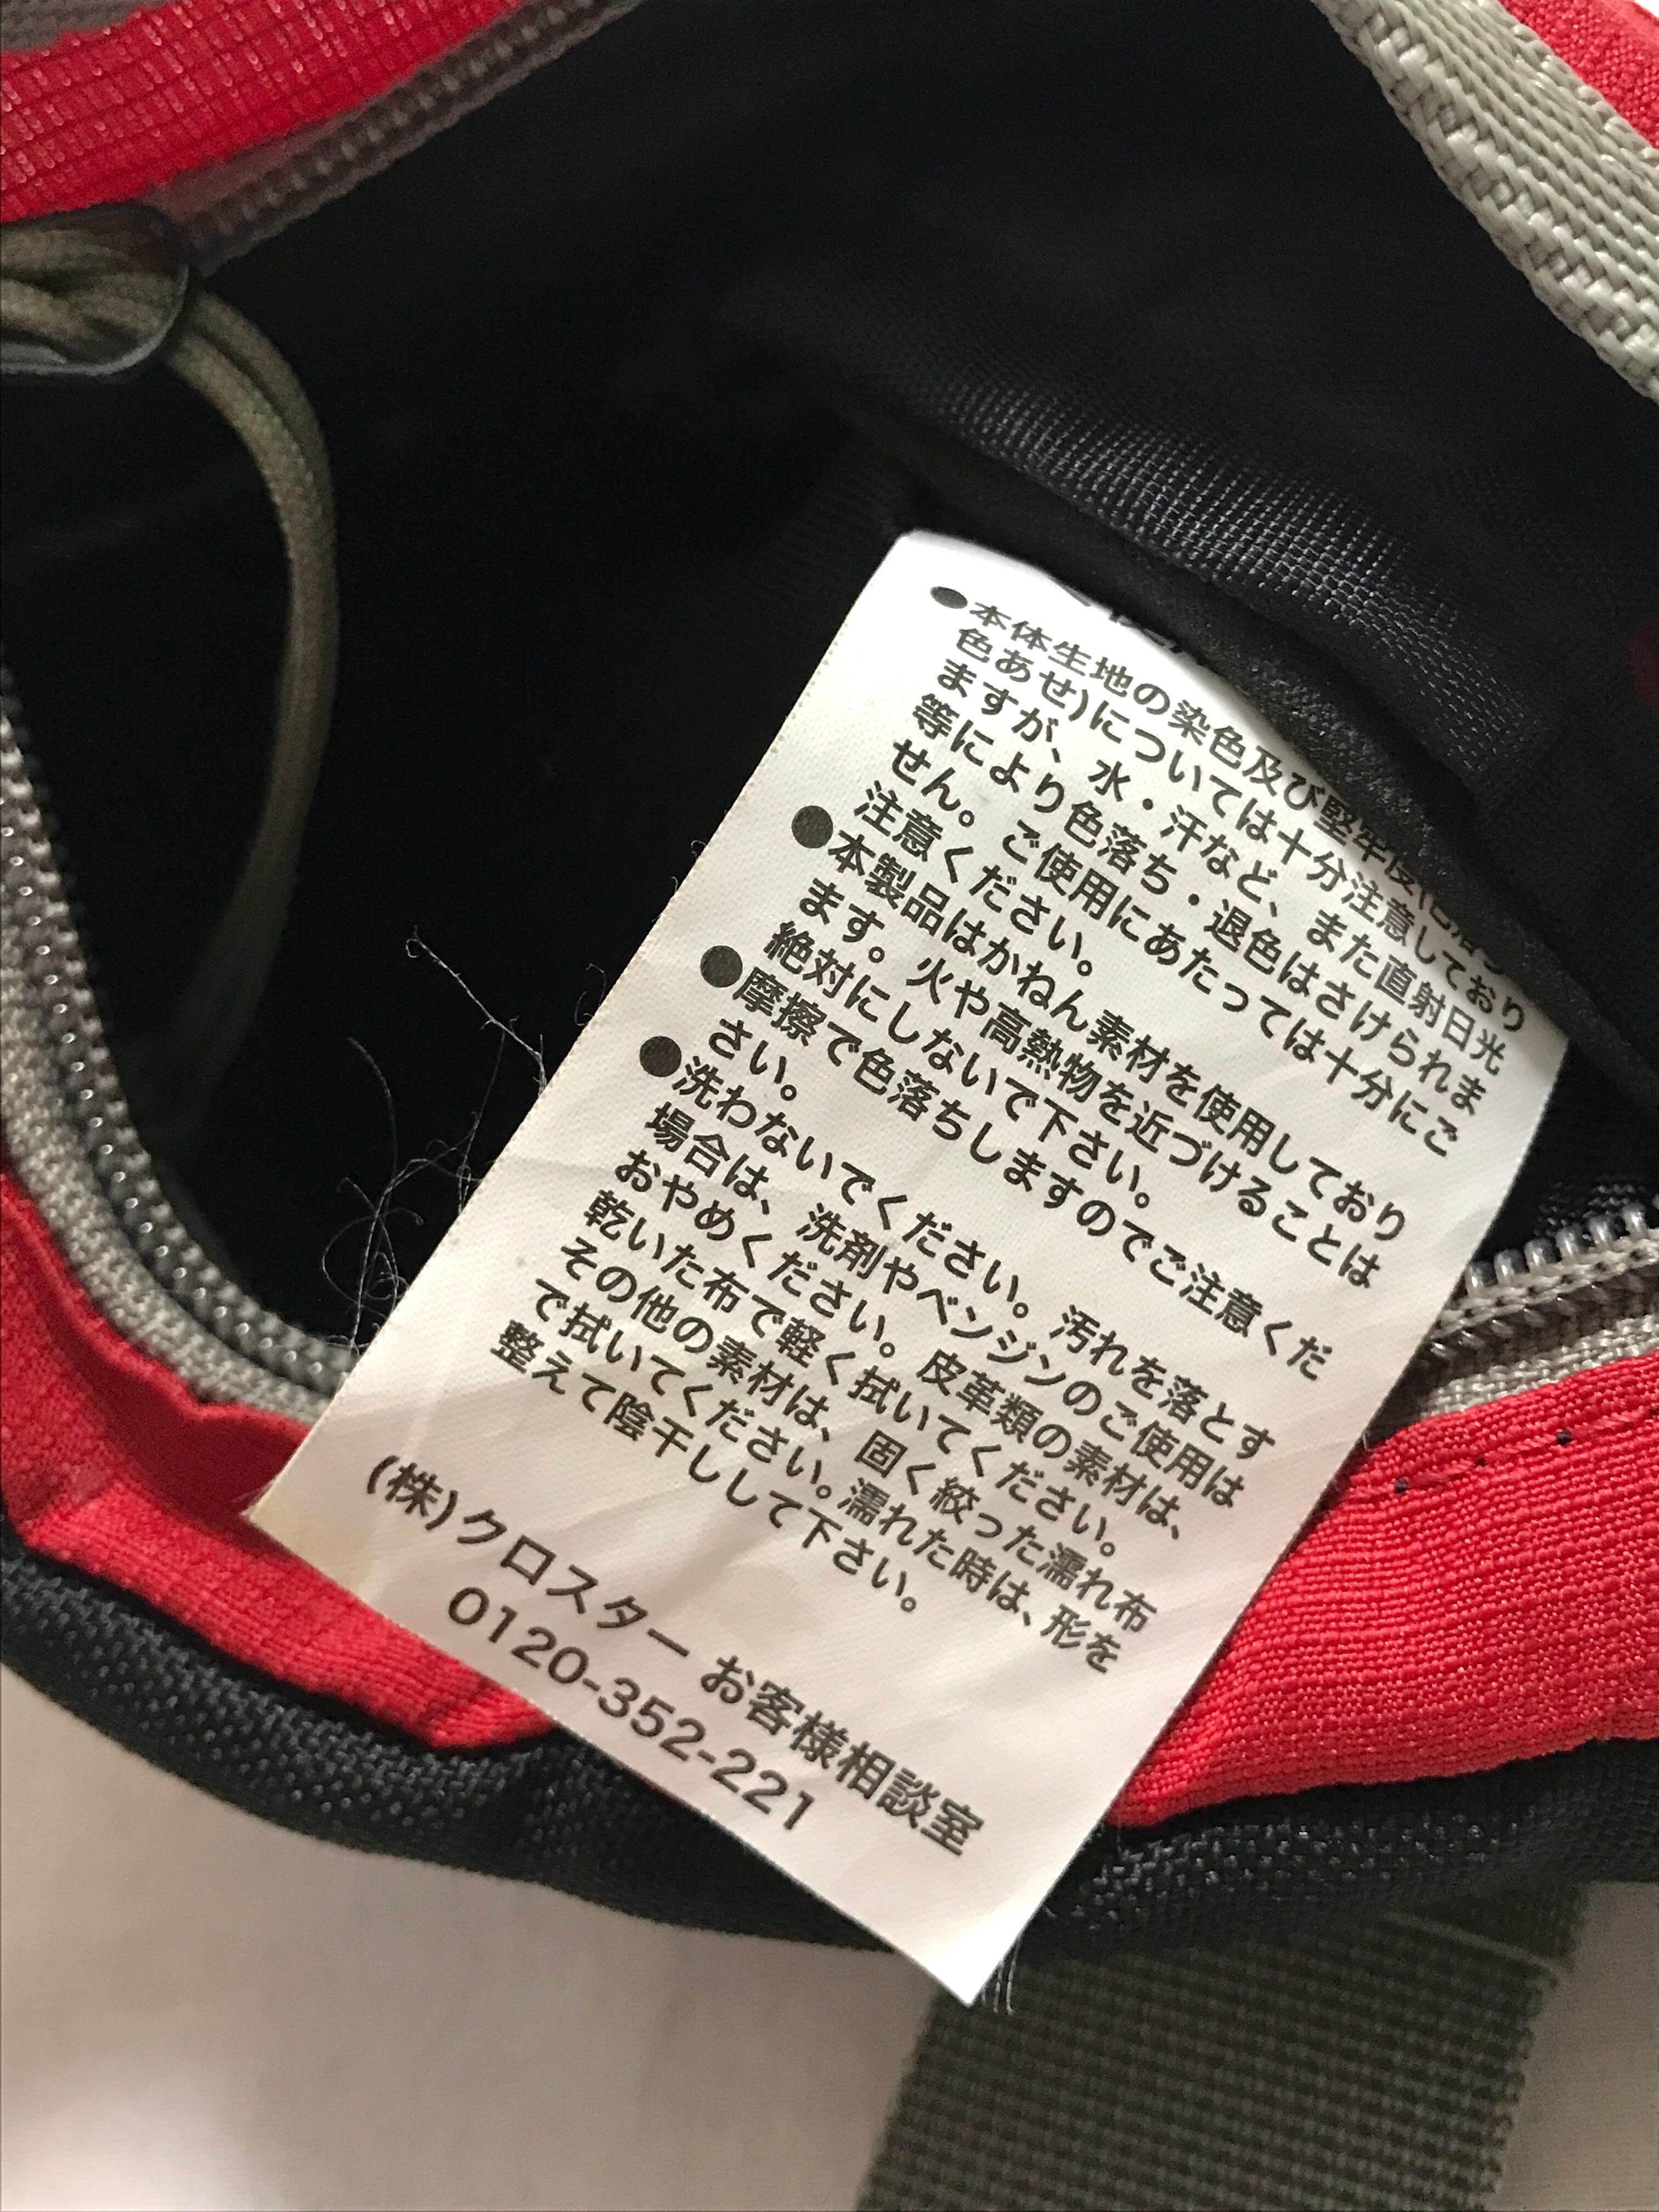 ●本体生地の染色及び堅牢度(色落ち
色あせ)については十分注意しており
ますが、水・汗など、また直射日光
等により色落ち・退色はさけられま
せん。ご使用にあたっては十分にご
注意ください。
●本製品はかねん素材を使用しており
ます。火や高熱物を近づけることは
絶対にしないで下さい。
●摩擦で色落ちしますのでご注意くだ
さい。
●洗わないでください。汚れを落とす
場合は、洗剤やベンジンのご使用は
おやめください。皮革類の素材は、
乾いた布で軽く拭いてください。
その他の素材は、固く絞った濡れ布
で拭いてください。濡れた時は、形を
整えて陰干しして下さい。
(株)クロスター お客様相談室
0120-352-221